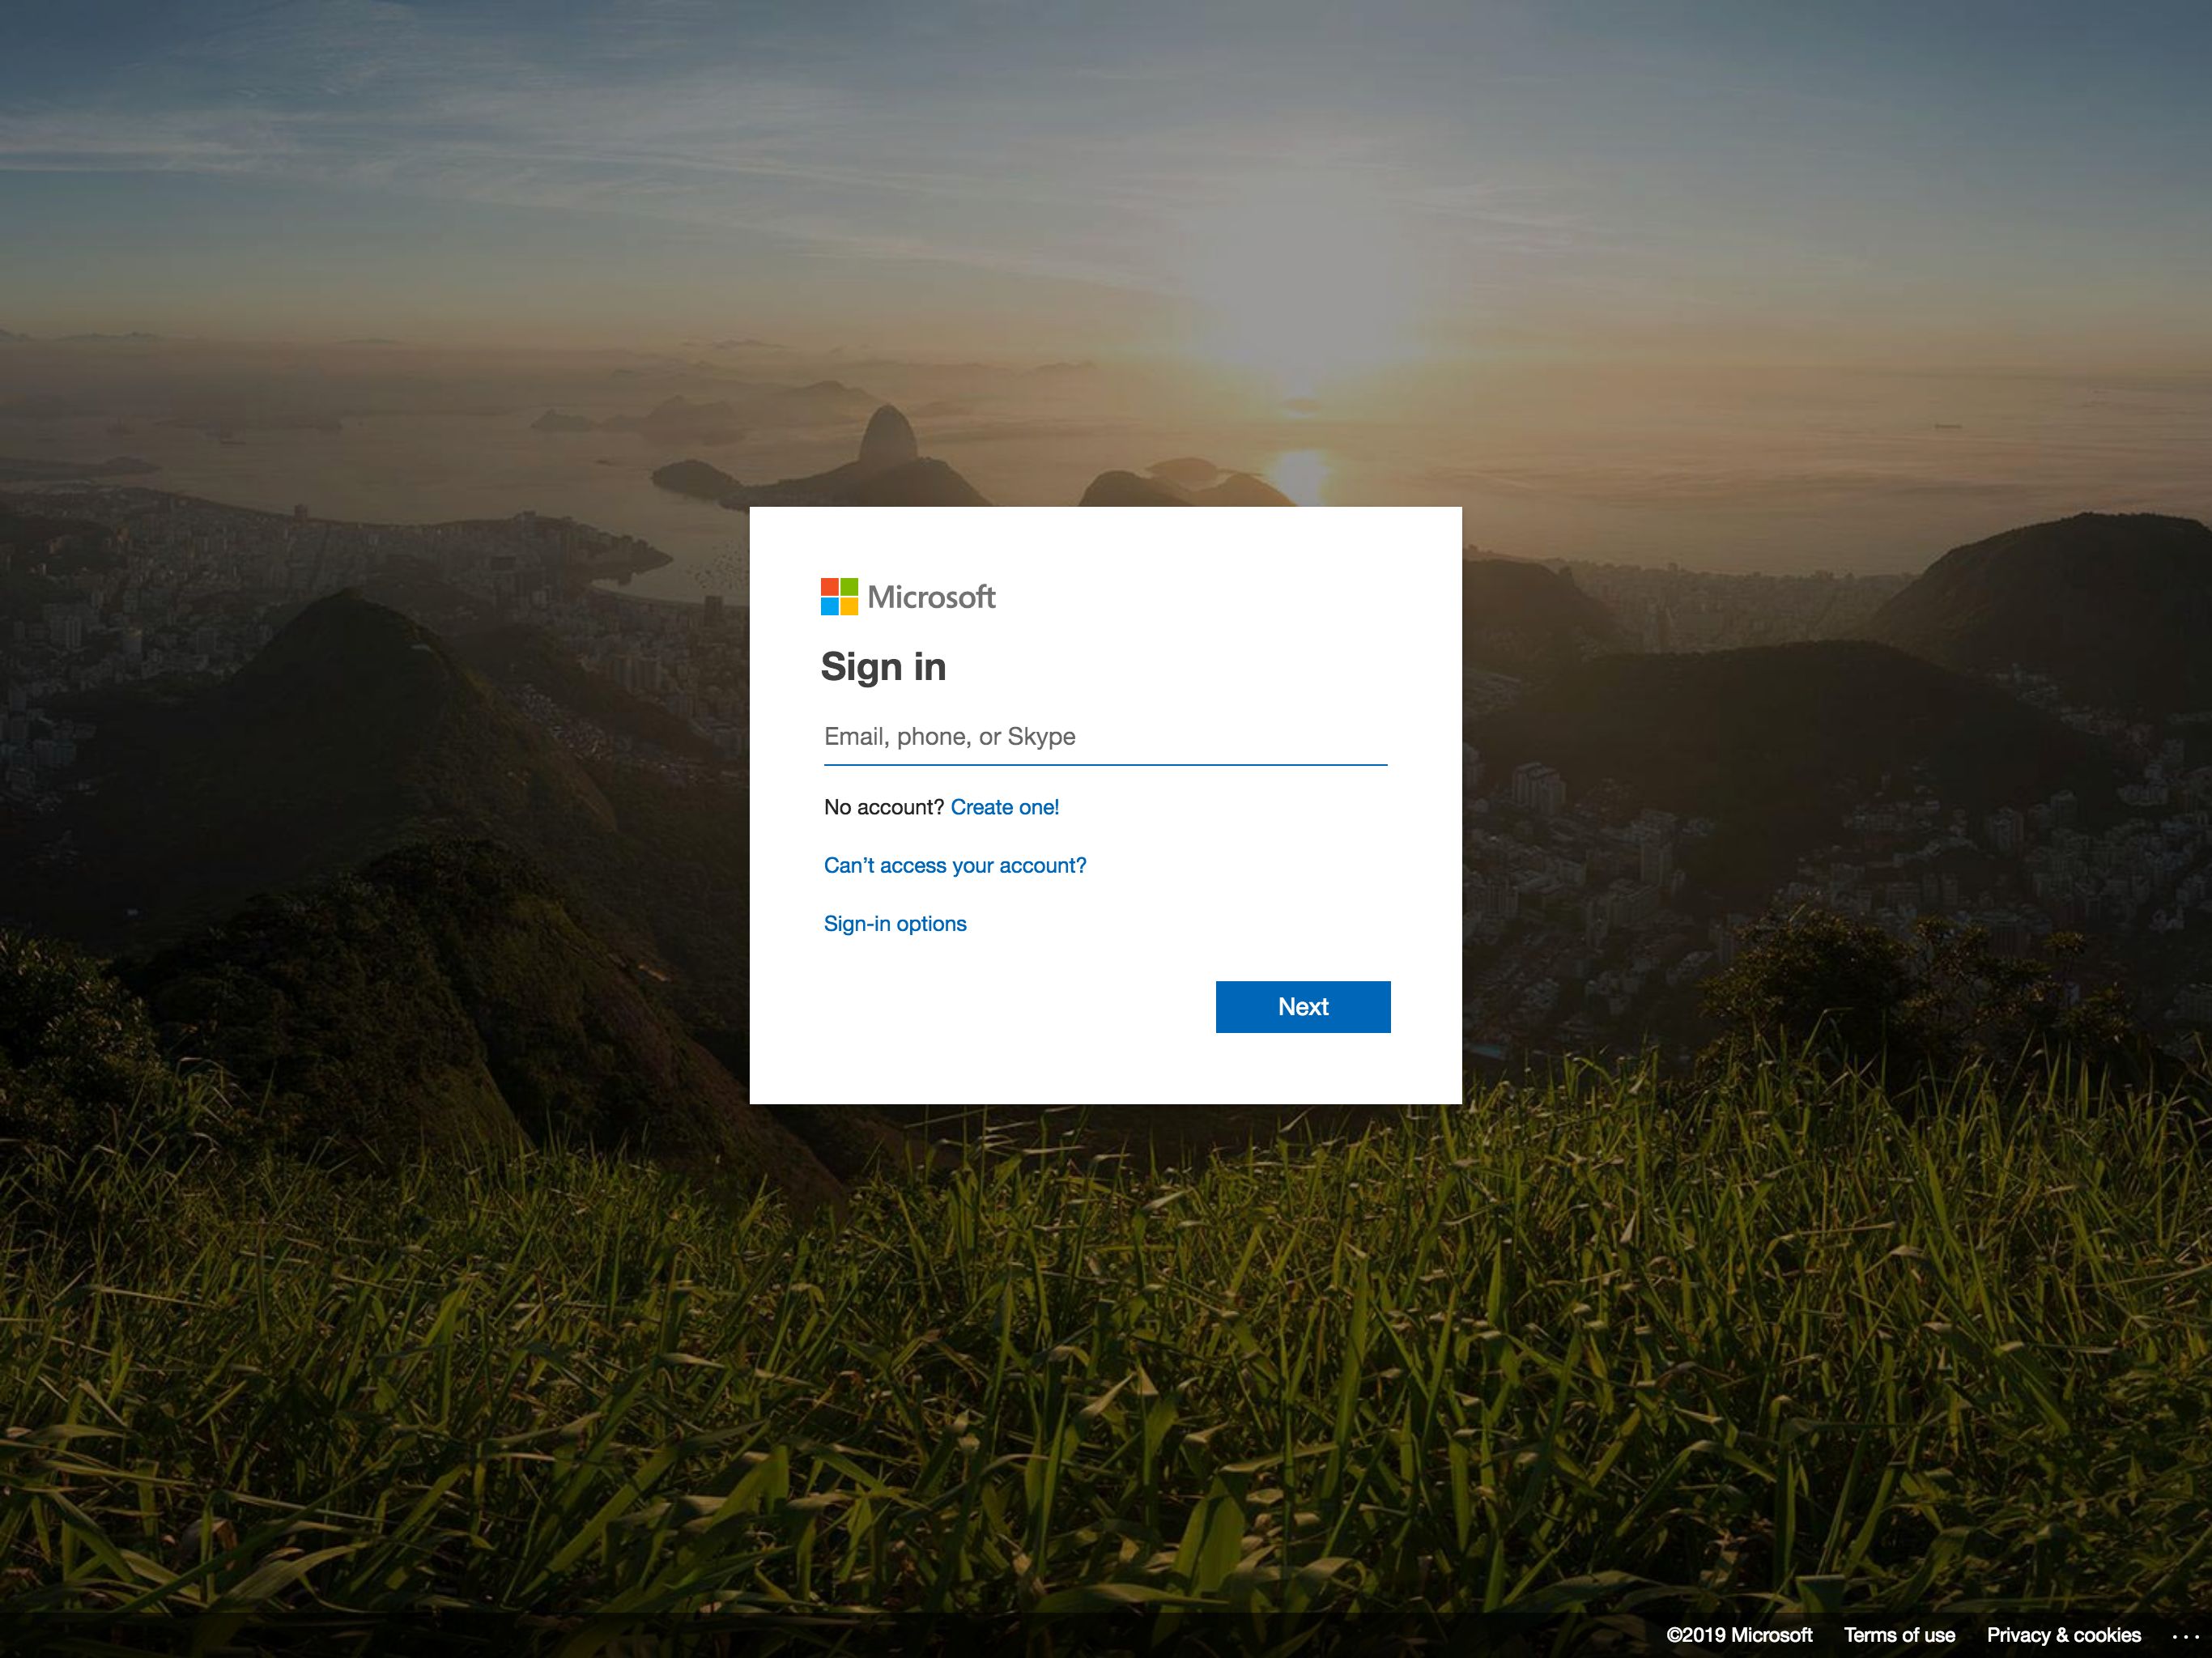 Microsoft
Sign in
Email, phone, or Skype
No account? Create one!
Can’t access your account?
Sign-in options
Next
©2019 Microsoft Terms of use Privacy & cookies ...